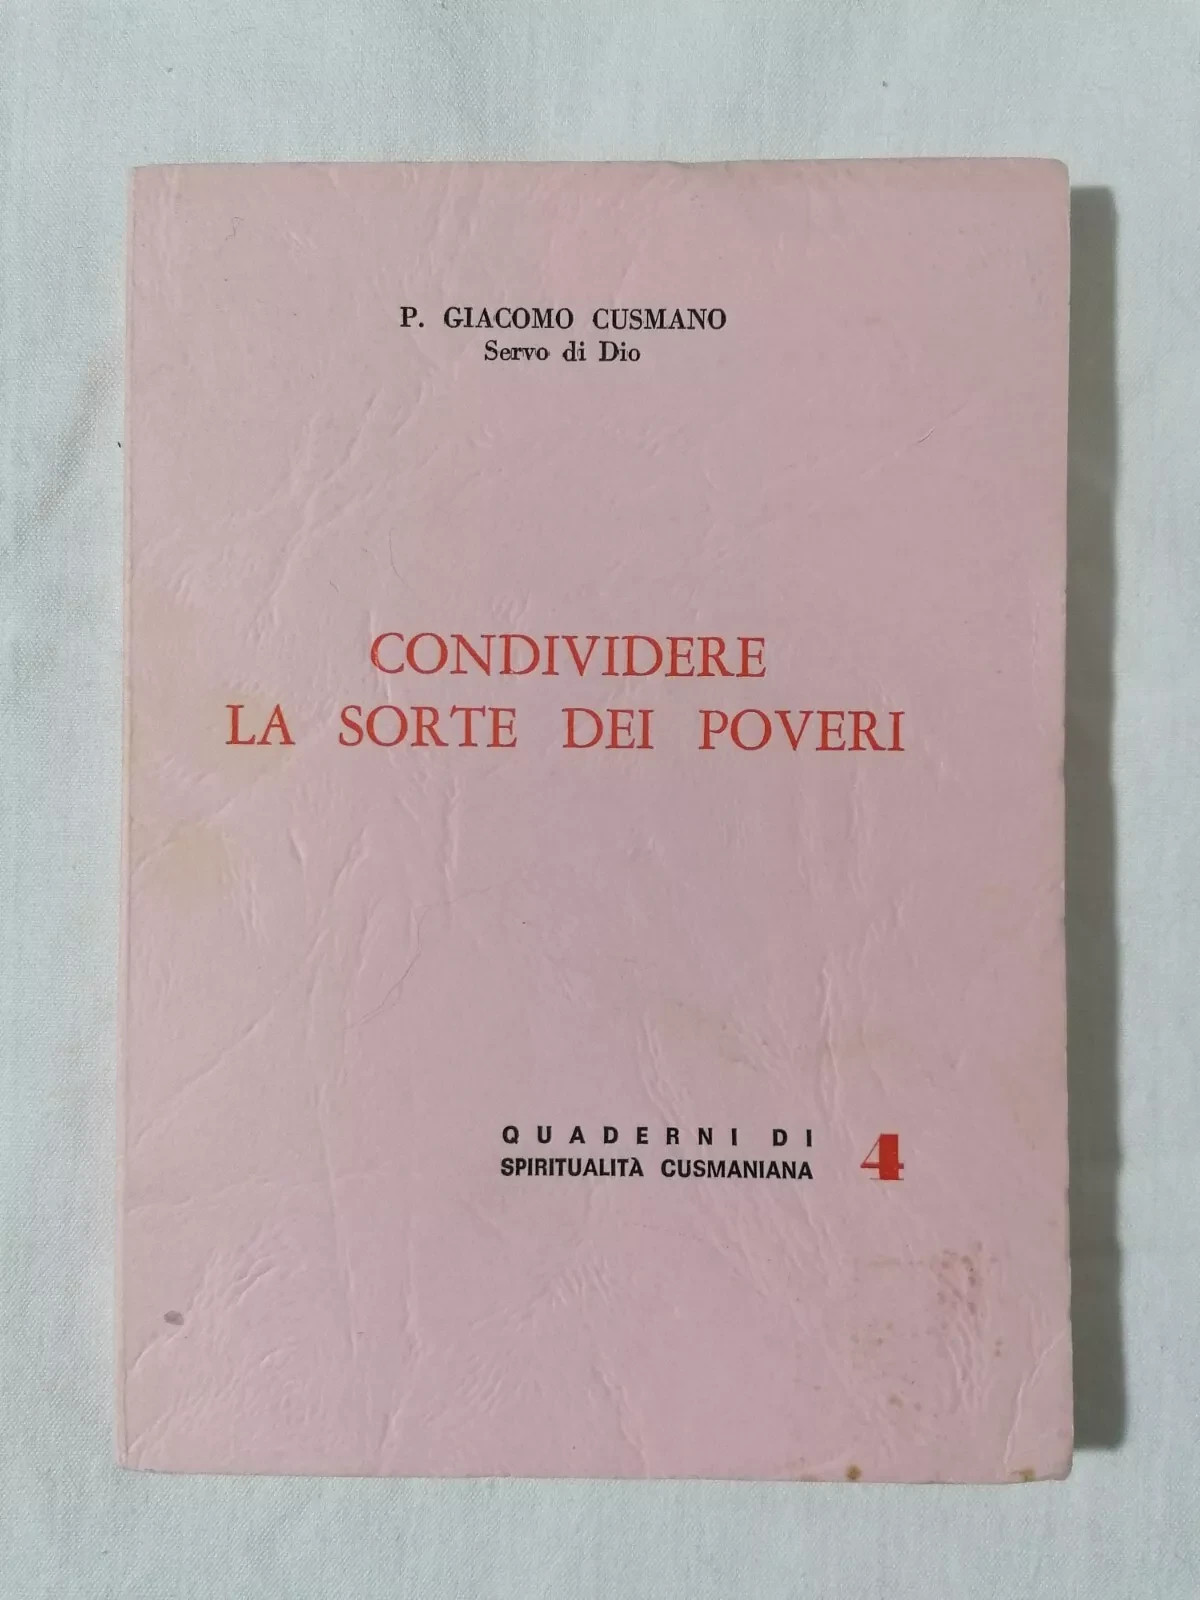 P. GIACOMO CUSMANO
Servo di Dio
CONDIVIDERE
LA SORTE DEI POVERI
QUADERNI DI
SPIRITUALITÀ CUSMANIANA 4